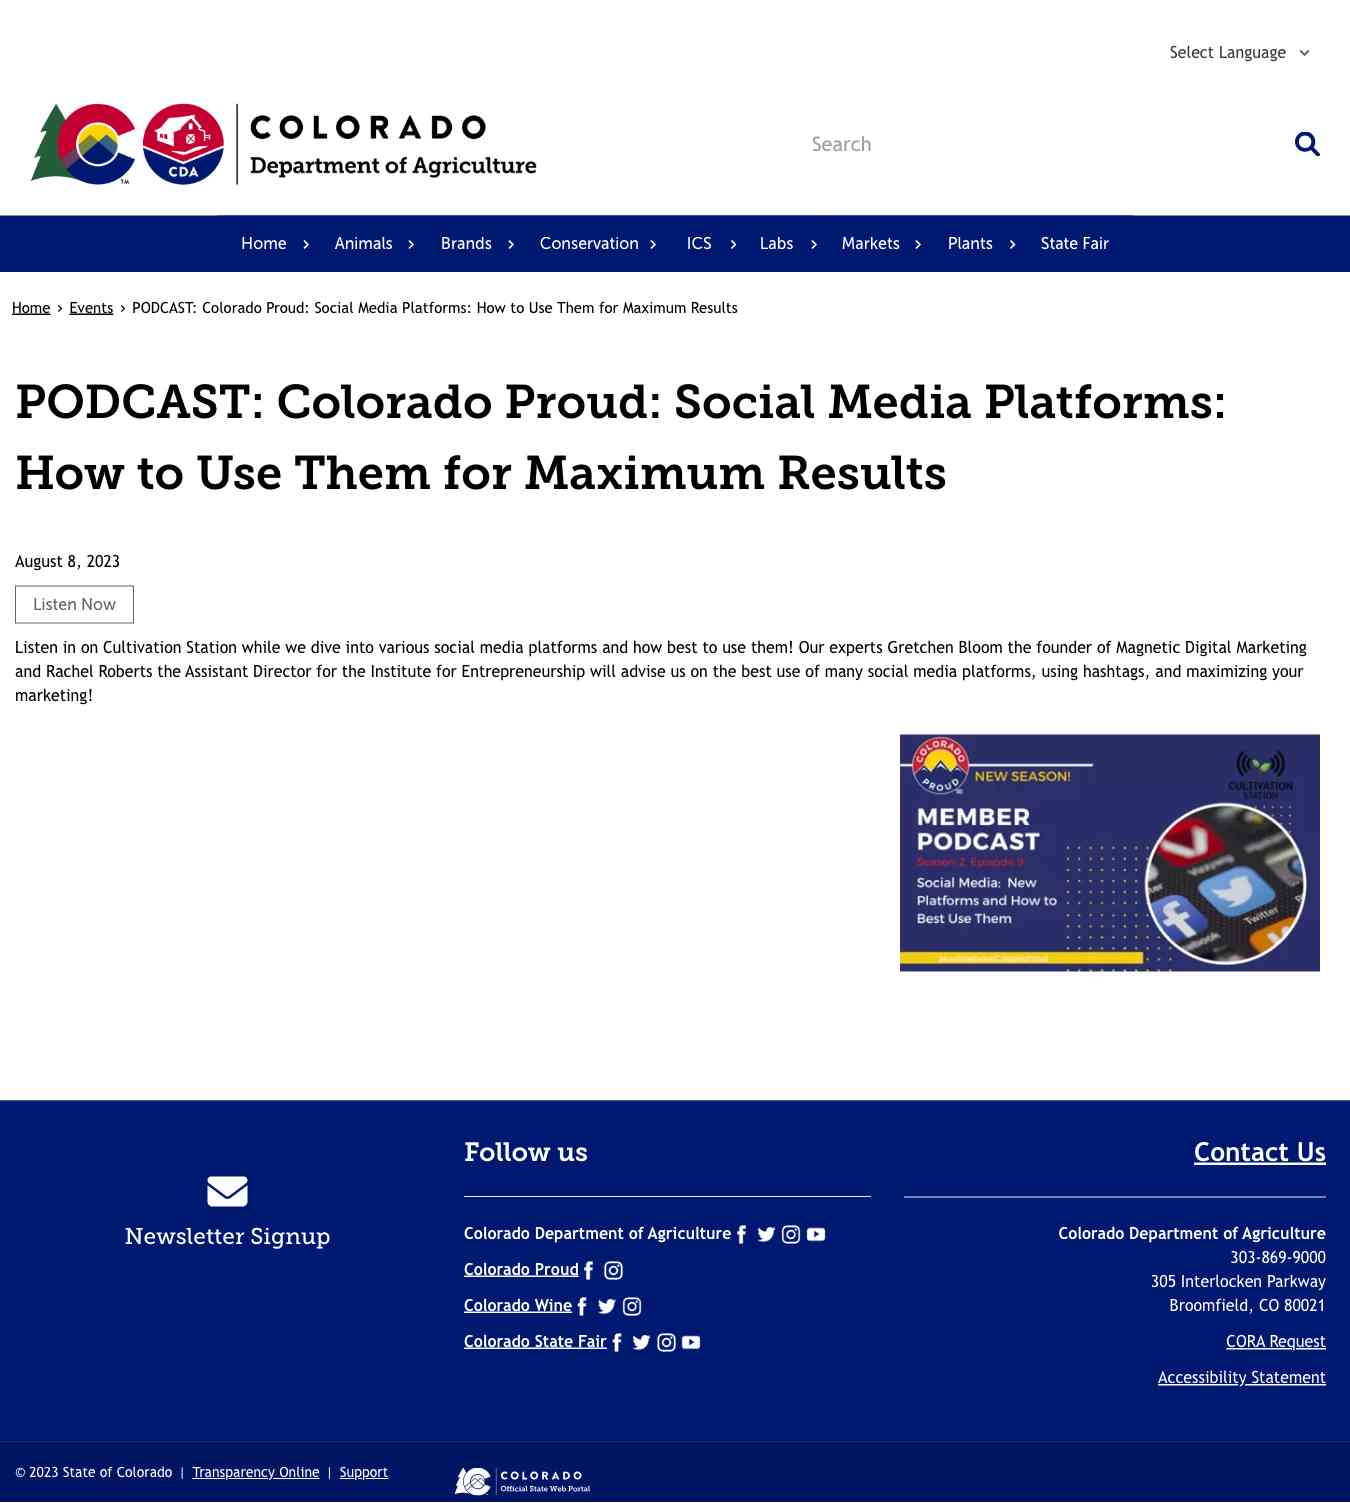 Select Language
CDA
TM
COLORADO
Department of Agriculture
Search
Home Animals Brands Conservation ICS Labs Markets Plants State Fair
Home › Events › PODCAST: Colorado Proud: Social Media Platforms: How to Use Them for Maximum Results
PODCAST: Colorado Proud: Social Media Platforms:
How to Use Them for Maximum Results
August 8, 2023
Listen Now
Listen in on Cultivation Station while we dive into various social media platforms and how best to use them! Our experts Gretchen Bloom the founder of Magnetic Digital Marketing
and Rachel Roberts the Assistant Director for the Institute for Entrepreneurship will advise us on the best use of many social media platforms, using hashtags, and maximizing your
marketing!
COLORADO
PROUD
NEW SEASON!
CULTIVATION
STATION
MEMBER
PODCAST
Season 2, Episode 9
Social Media: New
Platforms and How to
Best Use Them
Twitter
Newsletter Signup
Follow us
Colorado Department of Agriculture
Colorado Proud
Colorado Wine
Colorado State Fair
Contact Us
Colorado Department of Agriculture
303-869-9000
305 Interlocken Parkway
Broomfield, CO 80021
CORA Request
Accessibility Statement
© 2023 State of Colorado | Transparency Online | Support
COLORADO
Official State Web Portal